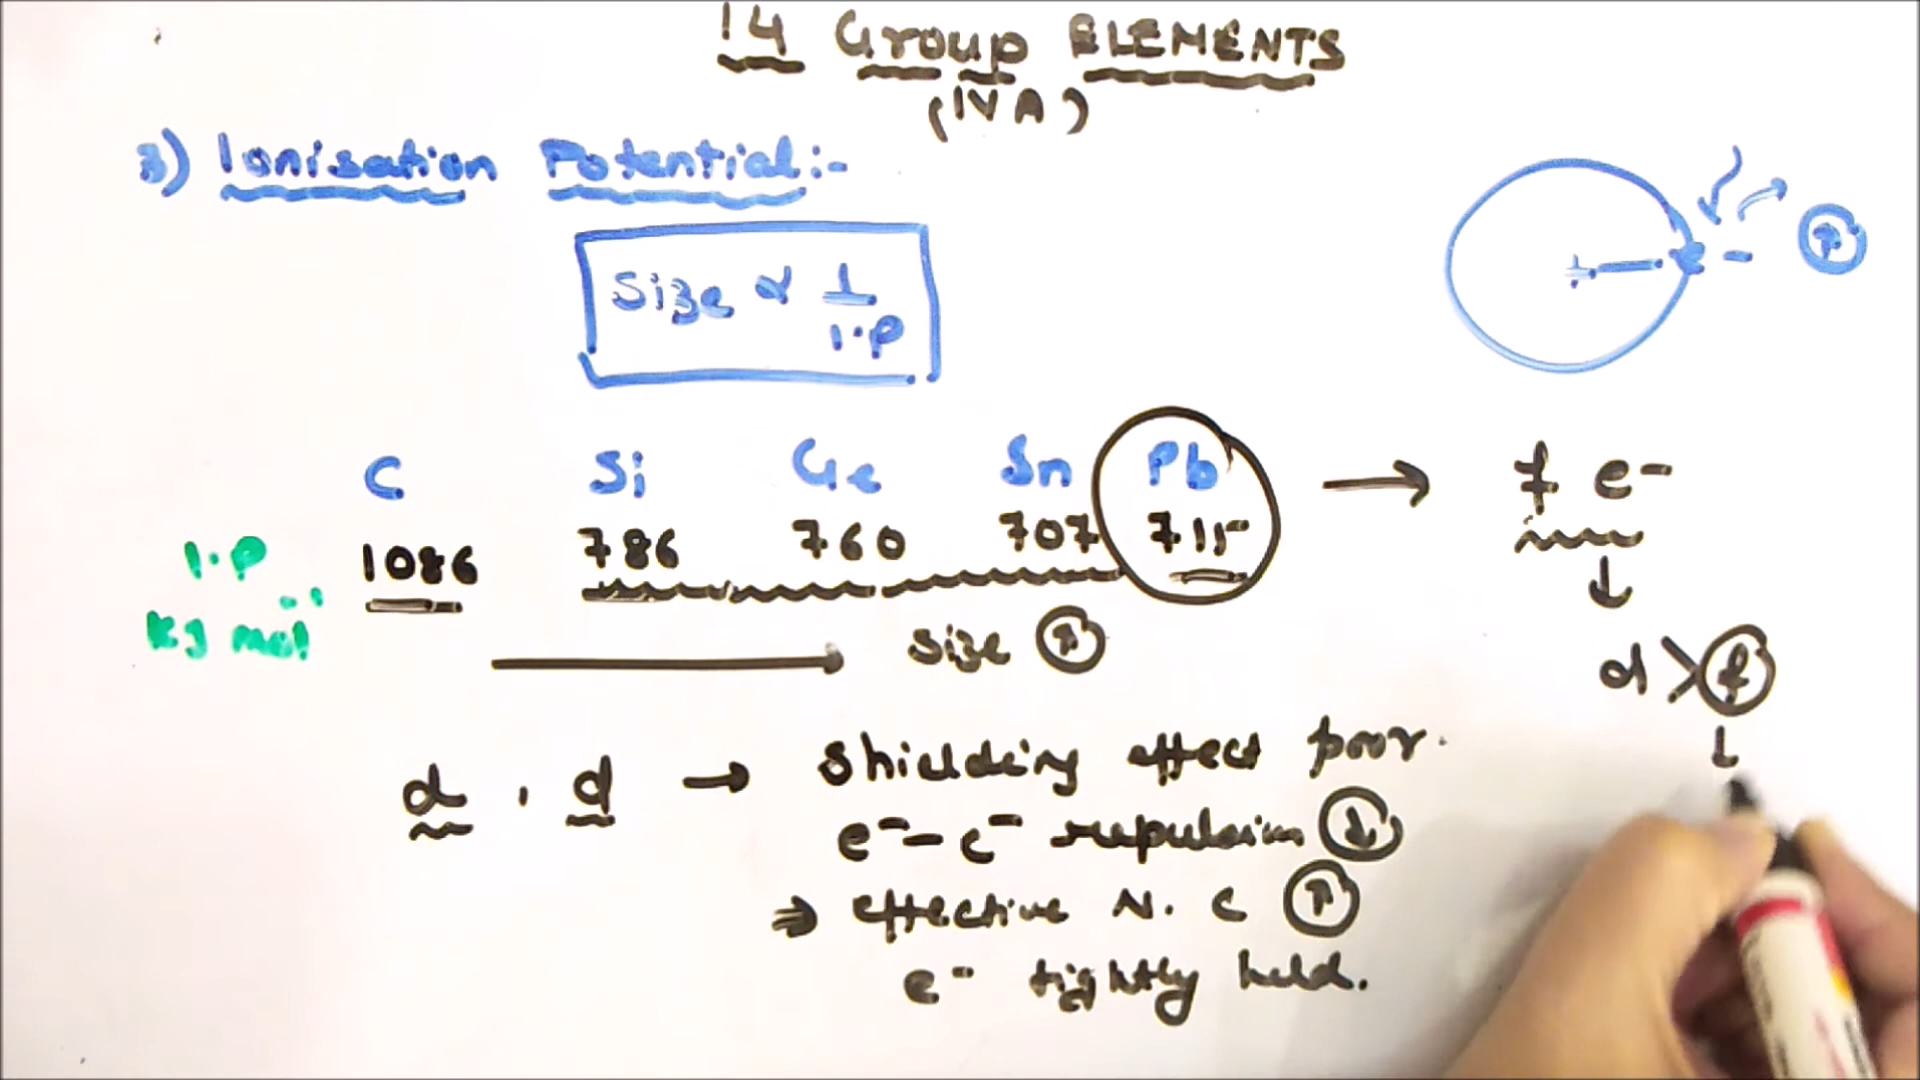 14 Group ELEMENTS
(IVA)
3) Ionisation Potential:-
Size α 1/I.P
e -
↑
C Si Ge Sn Pb → f e-
I.P 1086 786 760 707 715
kJ mol-1
Size ↑
↓
d > f
d , d → Shielding effect poor.
e- - e- repulsion ↓
⇒ effective N. C ↑
e- tightly held.